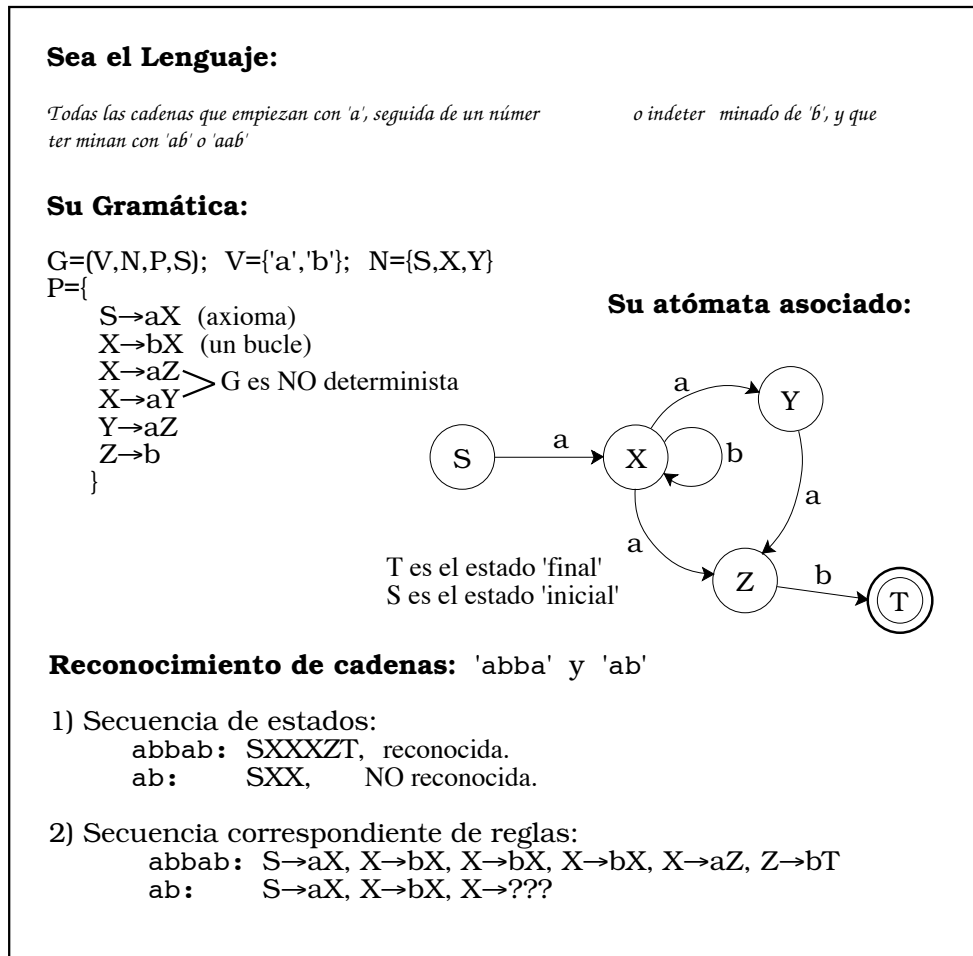 Sea el Lenguaje:
Todas las cadenas que empiezan con 'a', seguida de un númer o indeter minado de 'b', y que
ter minan con 'ab' o 'aab'
Su Gramática:
G=(V,N,P,S); V={'a','b'}; N={S,X,Y}
P={
S→aX (axioma)
X→bX (un bucle)
X→aZ
X→aY
G es NO determinista
Y→aZ
Z→b
}
Su atómata asociado:
a
Y
S
a
X
b
a
a
Z
b
T
T es el estado 'final'
S es el estado 'inicial'
Reconocimiento de cadenas: 'abba' y 'ab'
1) Secuencia de estados:
abbab: SXXXZT, reconocida.
ab: SXX, NO reconocida.
2) Secuencia correspondiente de reglas:
abbab: S→aX, X→bX, X→bX, X→bX, X→aZ, Z→bT
ab: S→aX, X→bX, X→???